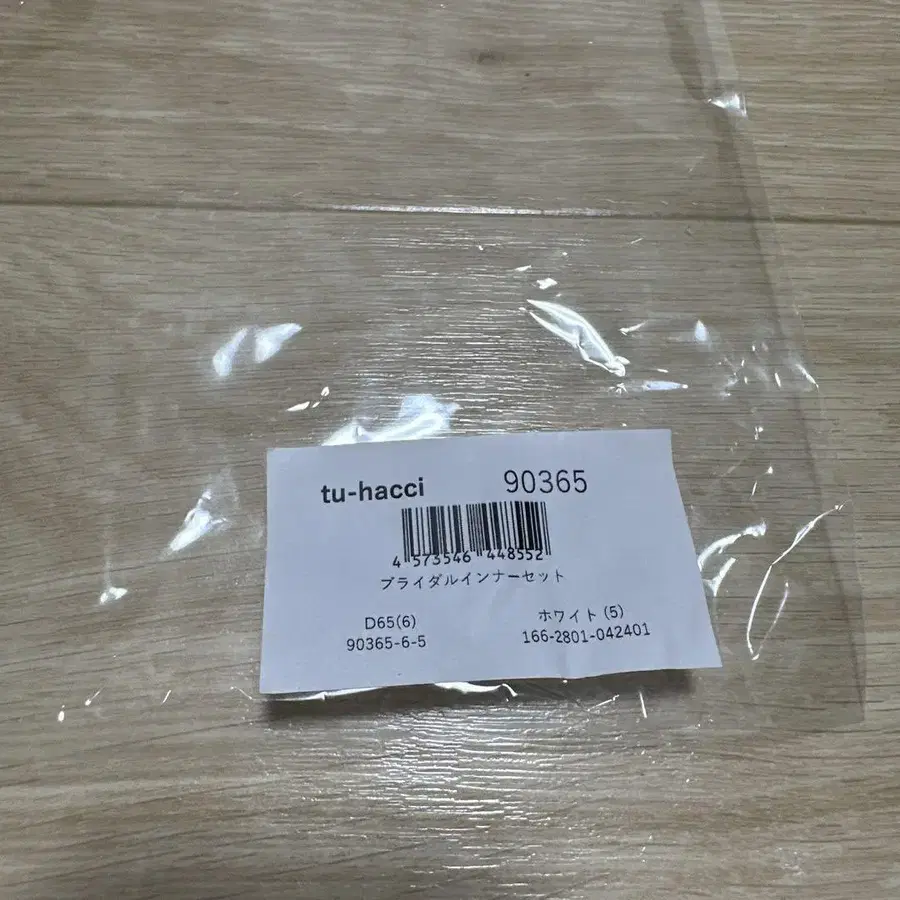 tu-hacci 90365
4 573546 448552
ブライダルインナーセット
D65(6) ホワイト(5)
90365-6-5 166-2801-042401